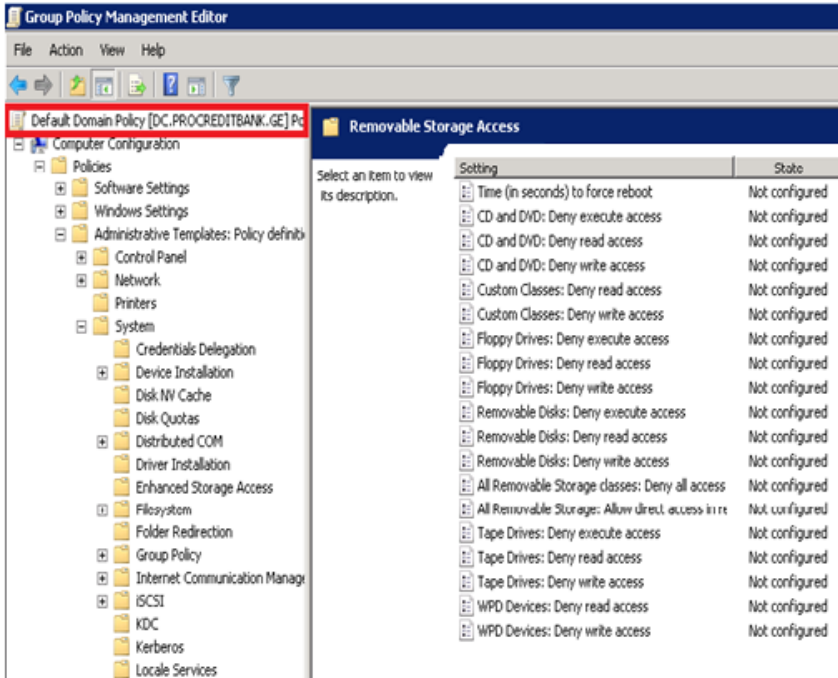 Group Policy Management Editor
File Action View Help
Default Domain Policy [DC.PROCREDITBANK.GE] Po
Computer Configuration
Policies
Software Settings
Windows Settings
Administrative Templates: Policy definiti
Control Panel
Network
Printers
System
Credentials Delegation
Device Installation
Disk NV Cache
Disk Quotas
Distributed COM
Driver Installation
Enhanced Storage Access
Filesystem
Folder Redirection
Group Policy
Internet Communication Manage
iSCSI
KDC
Kerberos
Locale Services
Removable Storage Access
Select an item to view
its description.
Setting State
Time (in seconds) to force reboot Not configured
CD and DVD: Deny execute access Not configured
CD and DVD: Deny read access Not configured
CD and DVD: Deny write access Not configured
Custom Classes: Deny read access Not configured
Custom Classes: Deny write access Not configured
Floppy Drives: Deny execute access Not configured
Floppy Drives: Deny read access Not configured
Floppy Drives: Deny write access Not configured
Removable Disks: Deny execute access Not configured
Removable Disks: Deny read access Not configured
Removable Disks: Deny write access Not configured
All Removable Storage classes: Deny all access Not configured
All Removable Storage: Allow direct access in re Not configured
Tape Drives: Deny execute access Not configured
Tape Drives: Deny read access Not configured
Tape Drives: Deny write access Not configured
WPD Devices: Deny read access Not configured
WPD Devices: Deny write access Not configured